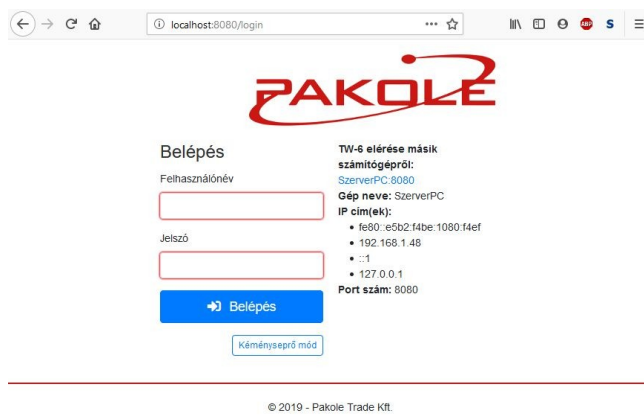 localhost:8080/login
ABP
S
PAKOLE
Belépés
Felhasználónév
Jelszó
Belépés
Kéményseprő mód
TW-6 elérése másik
számítógépről:
SzerverPC:8080
Gép neve: SzerverPC
IP cím(ek):
• fe80::e5b2:f4be:1080:f4ef
• 192.168.1.48
• ::1
• 127.0.0.1
Port szám: 8080
© 2019 - Pakole Trade Kft.